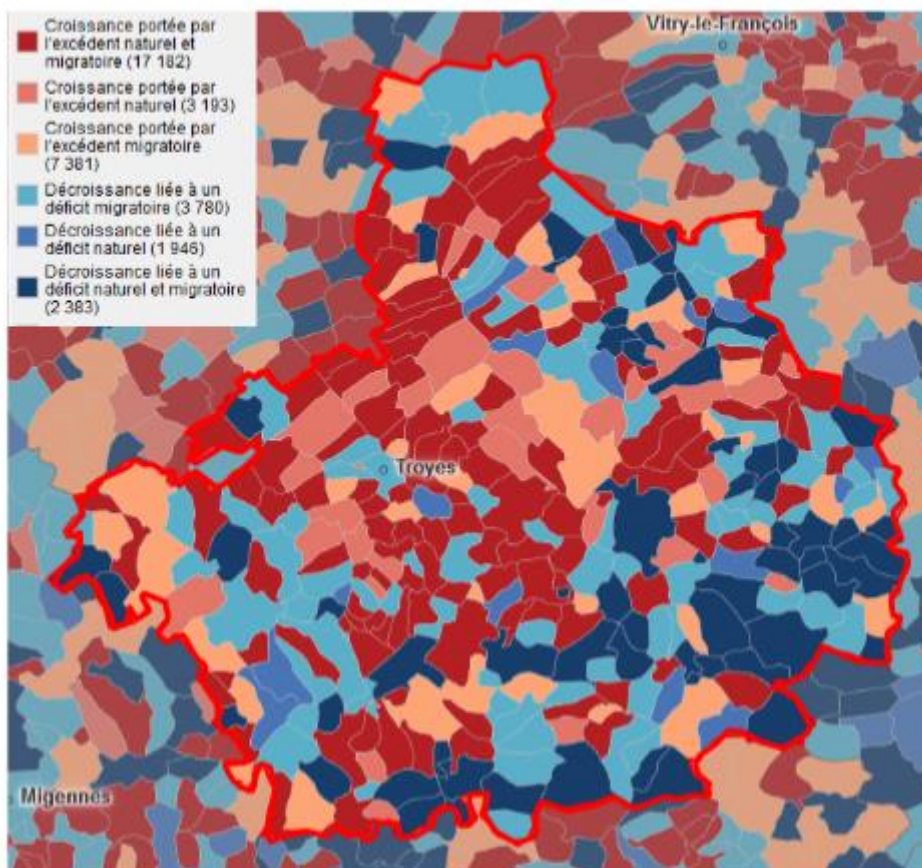 Croissance portée par
l'excédent naturel et
migratoire (17 182)
Croissance portée par
l'excédent naturel (3 193)
Croissance portée par
l'excédent migratoire
(7 381)
Décroissance liée à un
déficit migratoire (3 780)
Décroissance liée à un
déficit naturel (1 946)
Décroissance liée à un
déficit naturel et migratoire
(2 383)
Vitry-le-François
Troyes
Migennes